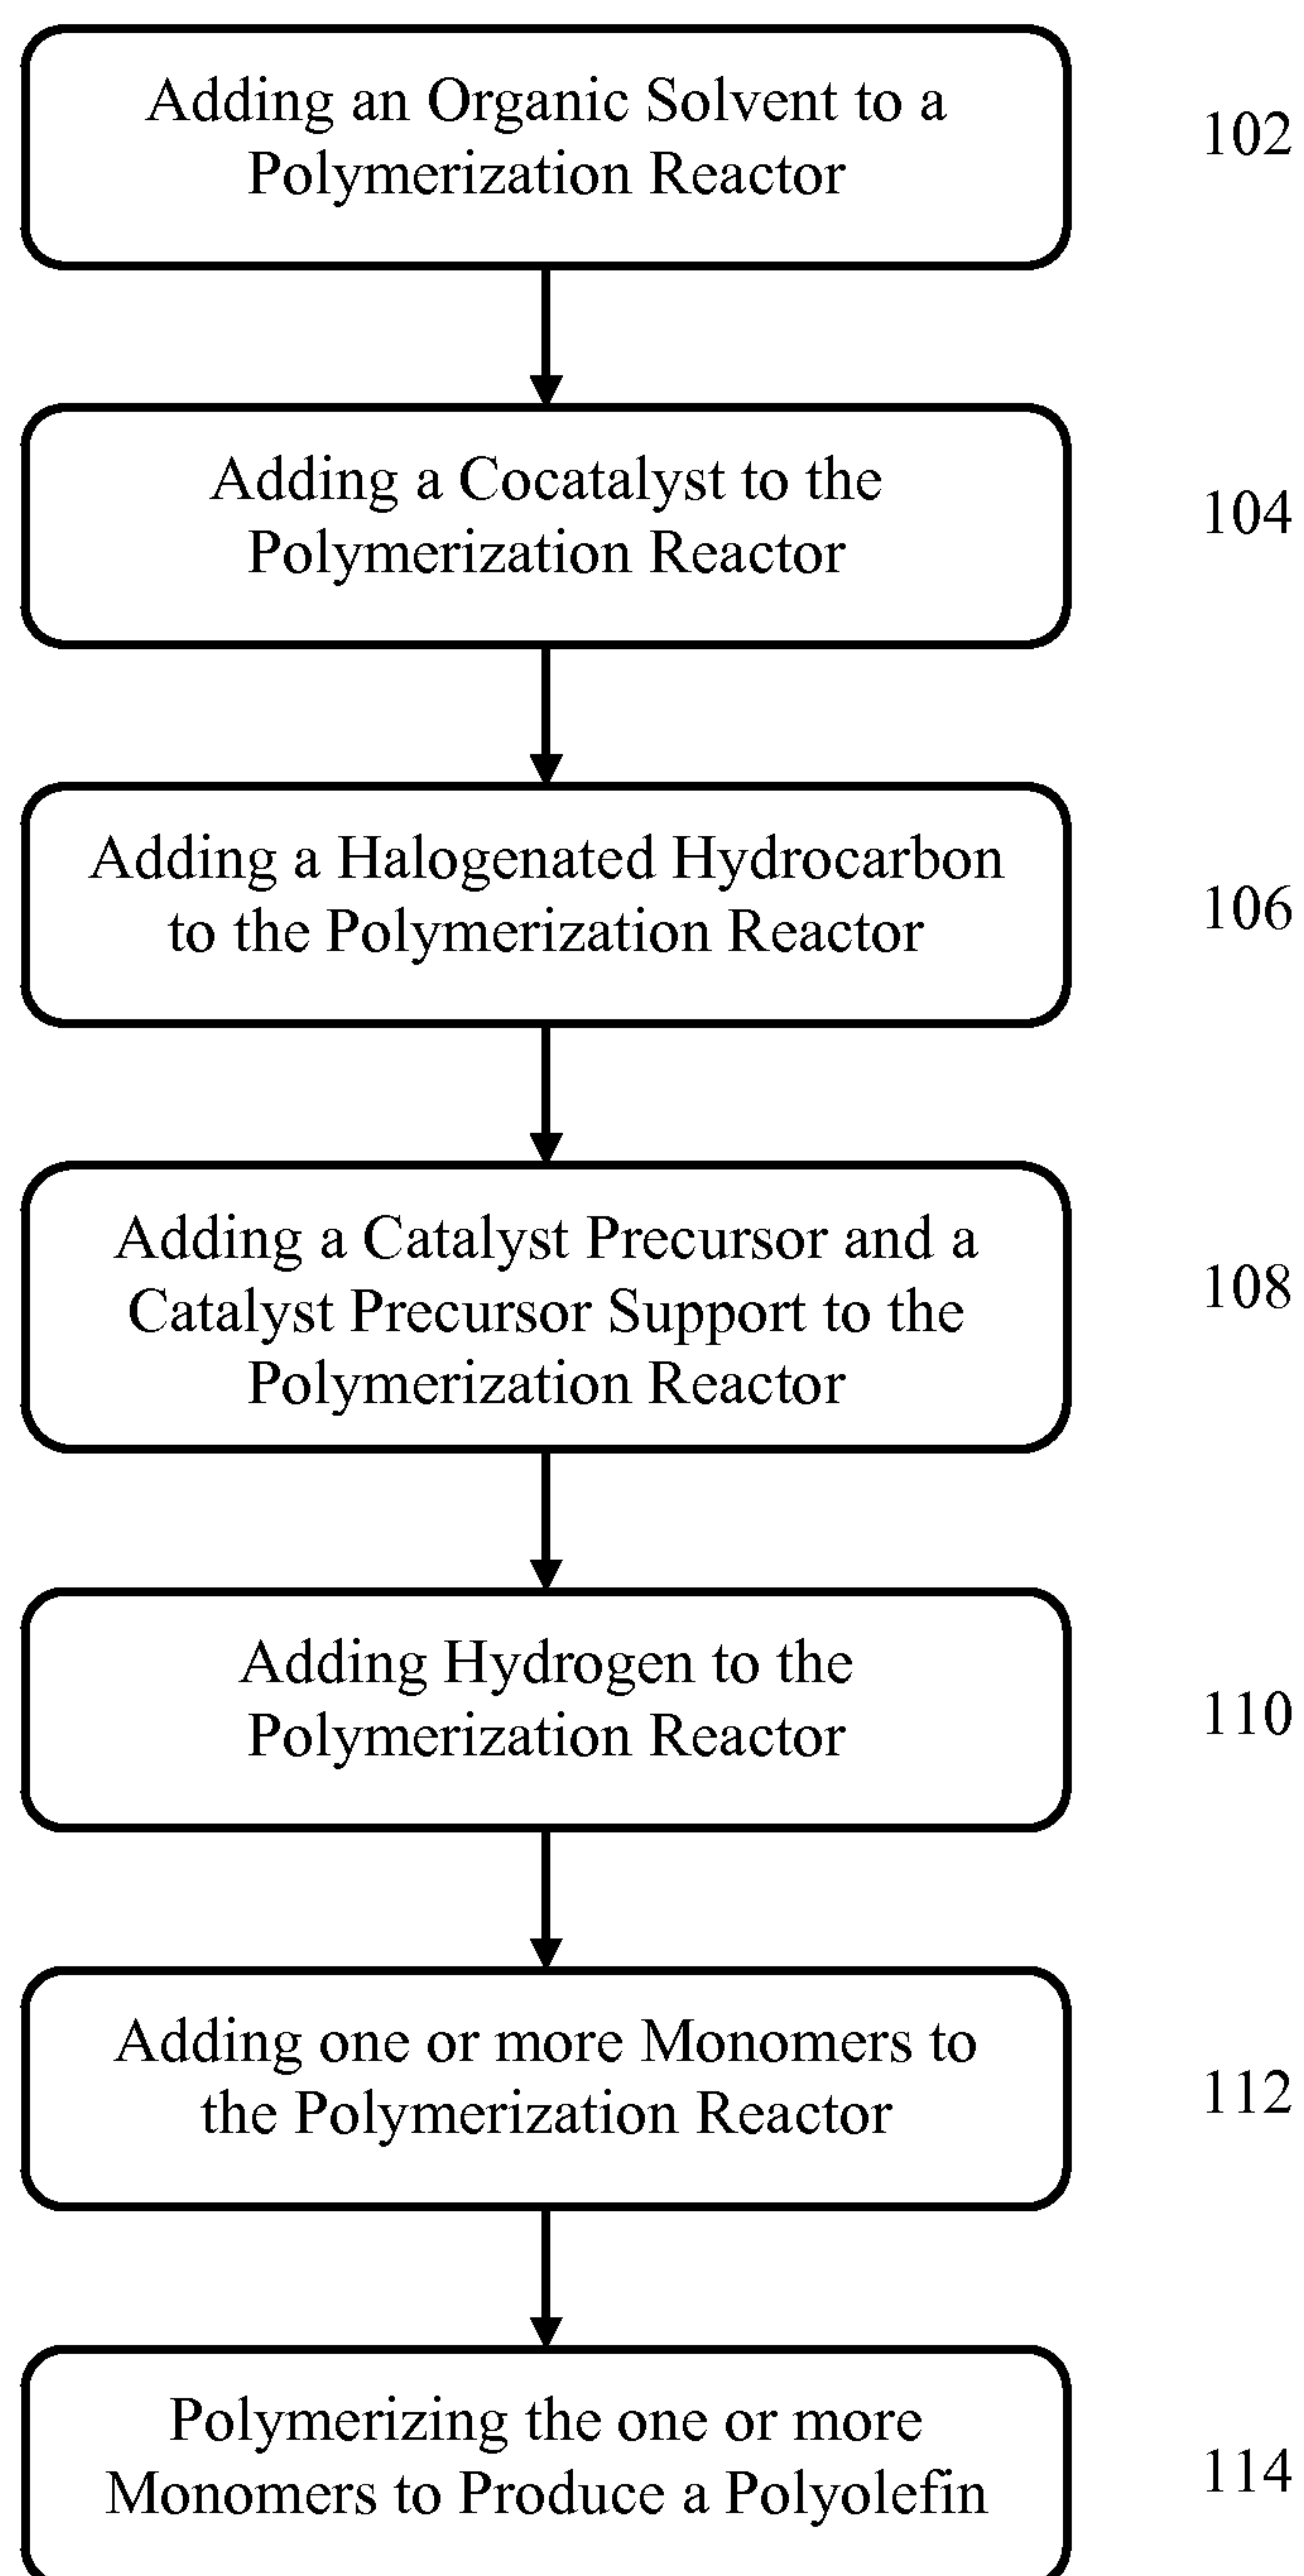 Adding an Organic Solvent to a
Polymerization Reactor
102
Adding a Cocatalyst to the
Polymerization Reactor
104
Adding a Halogenated Hydrocarbon
to the Polymerization Reactor
106
Adding a Catalyst Precursor and a
Catalyst Precursor Support to the
Polymerization Reactor
108
Adding Hydrogen to the
Polymerization Reactor
110
Adding one or more Monomers to
the Polymerization Reactor
112
Polymerizing the one or more
Monomers to Produce a Polyolefin
114